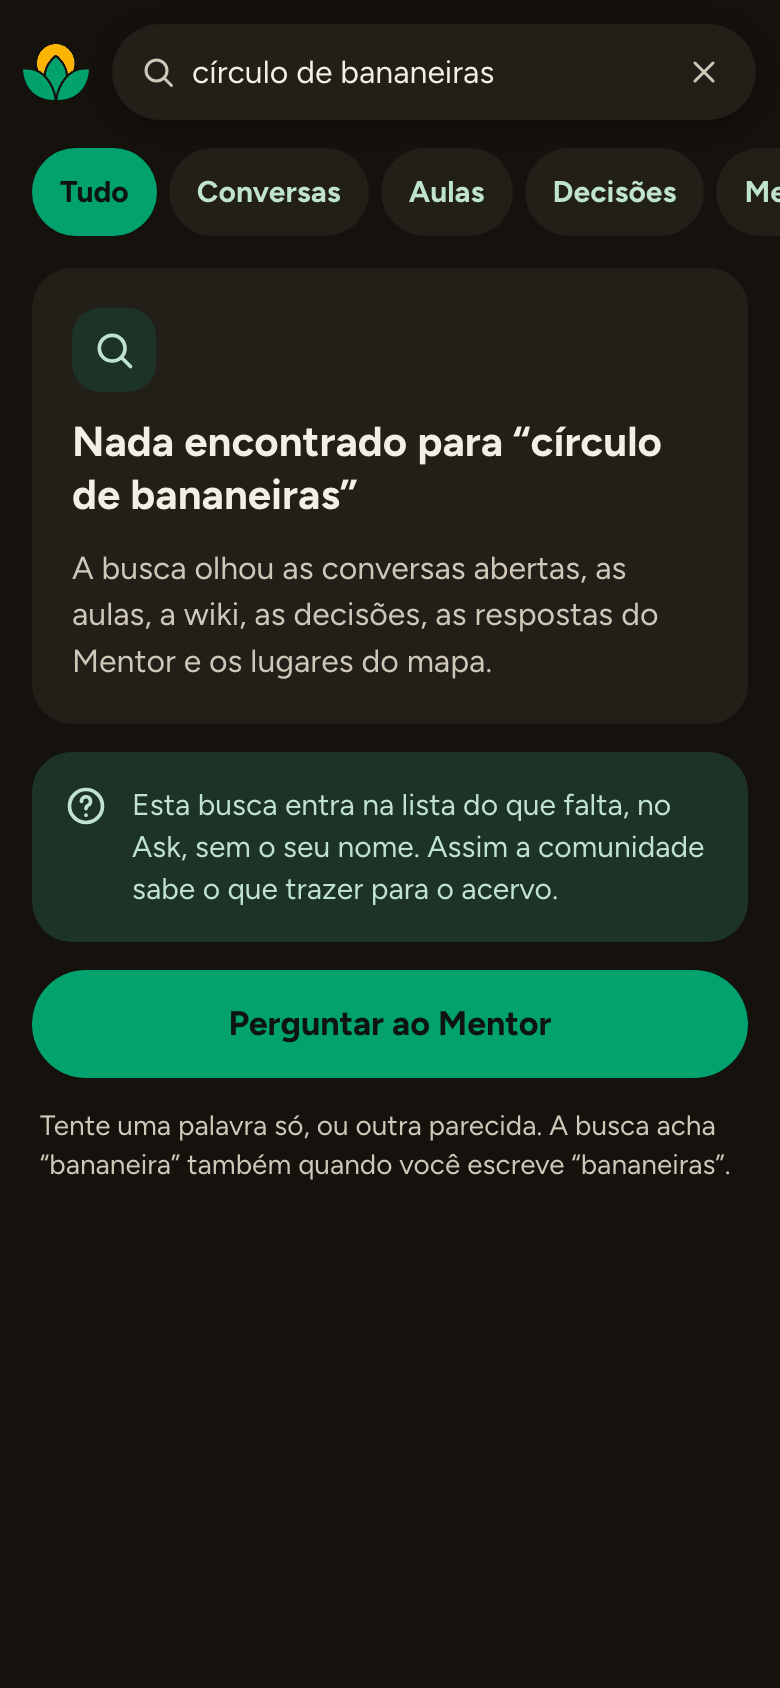 círculo de bananeiras
Tudo Conversas Aulas Decisões Me
Nada encontrado para “círculo
de bananeiras”
A busca olhou as conversas abertas, as
aulas, a wiki, as decisões, as respostas do
Mentor e os lugares do mapa.
Esta busca entra na lista do que falta, no
Ask, sem o seu nome. Assim a comunidade
sabe o que trazer para o acervo.
Perguntar ao Mentor
Tente uma palavra só, ou outra parecida. A busca acha
“bananeira” também quando você escreve “bananeiras”.